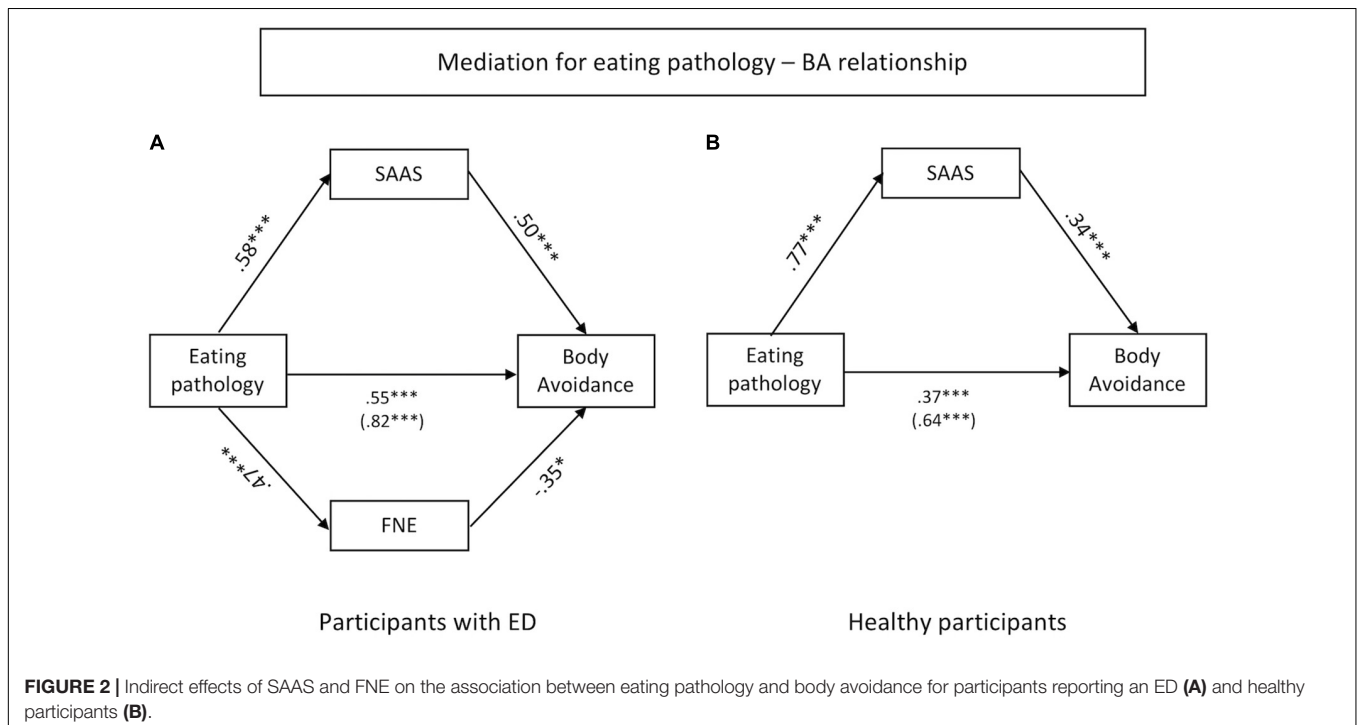 Mediation for eating pathology – BA relationship
A
SAAS
.58***
.50***
Eating
pathology
Body
Avoidance
.55***
(.82***)
.47***
-.35*
FNE
Participants with ED
B
SAAS
.77***
.34***
Eating
pathology
Body
Avoidance
.37***
(.64***)
Healthy participants
FIGURE 2 | Indirect effects of SAAS and FNE on the association between eating pathology and body avoidance for participants reporting an ED (A) and healthy
participants (B).